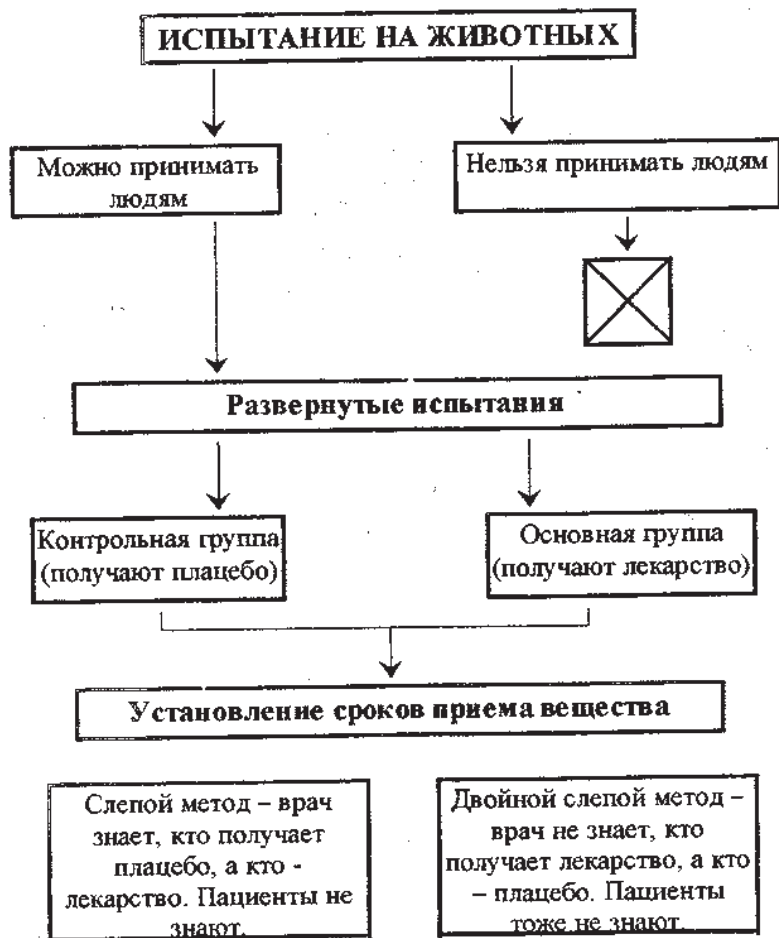 ИСПЫТАНИЕ НА ЖИВОТНЫХ
Можно принимать
людям
Нельзя принимать людям
Развернутые испытания
Контрольная группа
(получают плацебо)
Основная группа
(получают лекарство)
Установление сроков приема вещества
Слепой метод – врач
знает, кто получает
плацебо, а кто -
лекарство. Пациенты не
знают.
Двойной слепой метод –
врач не знает, кто
получает лекарство, а кто
– плацебо. Пациенты
тоже не знают.